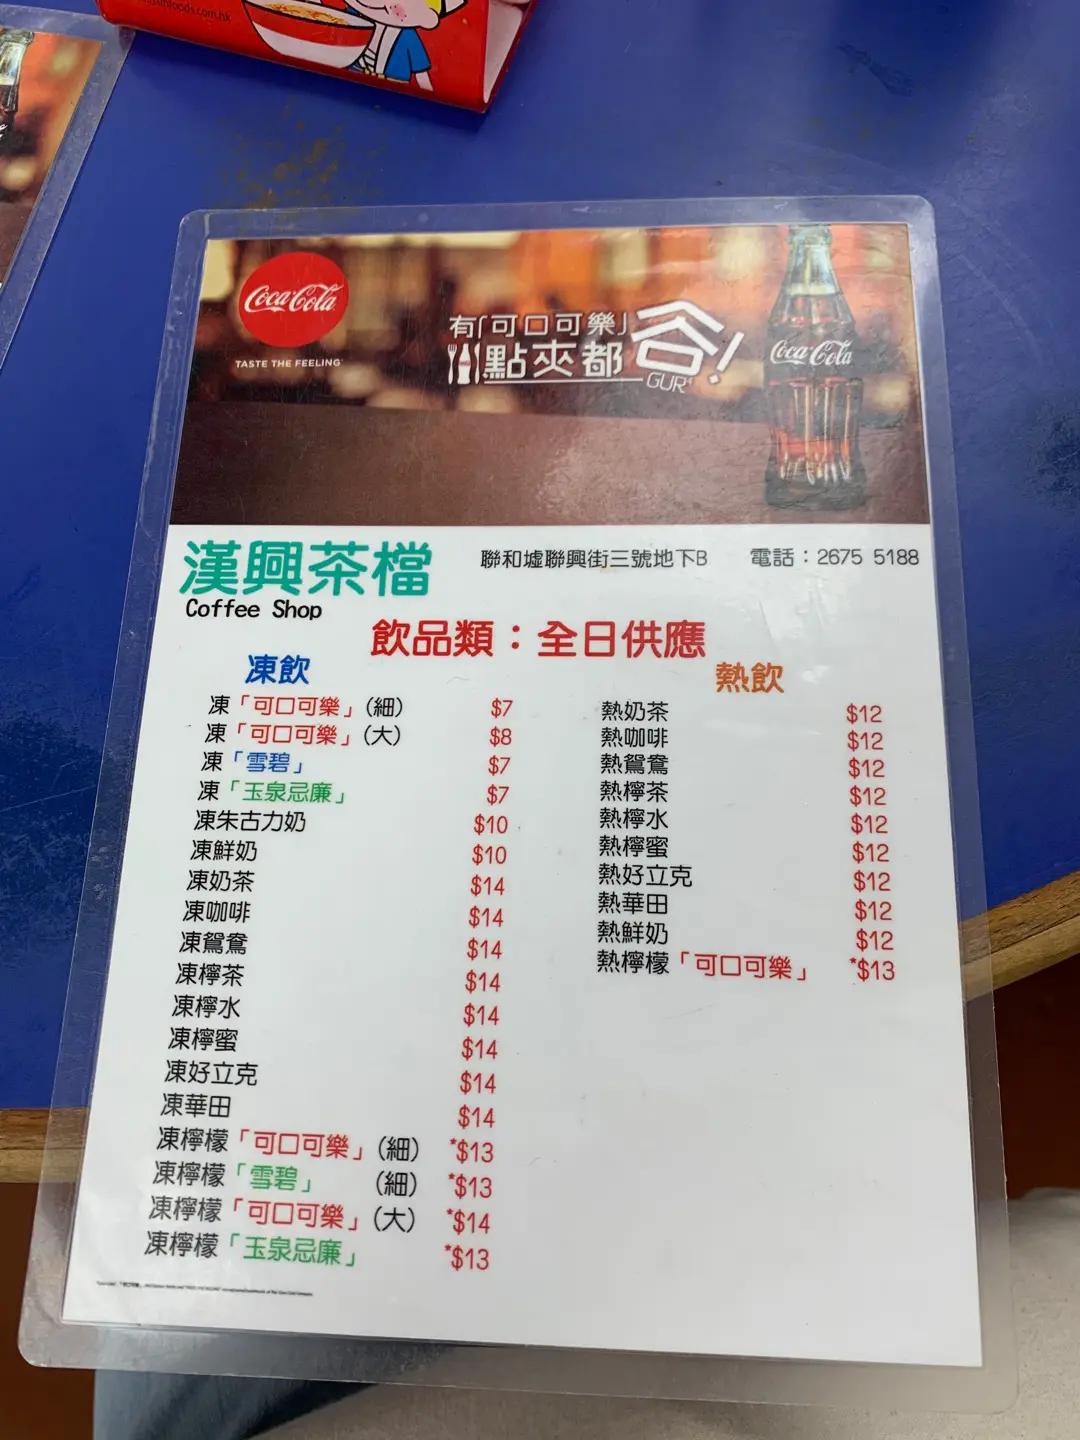 Coca-Cola
TASTE THE FEELING
有「可口可樂」
點夾都 谷!
GUR⁴
Coca-Cola
漢興茶檔
Coffee Shop
聯和墟聯興街三號地下B 電話：2675 5188
飲品類：全日供應
凍飲
凍「可口可樂」(細) $7
凍「可口可樂」(大) $8
凍「雪碧」 $7
凍「玉泉忌廉」 $7
凍朱古力奶 $10
凍鮮奶 $10
凍奶茶 $14
凍咖啡 $14
凍鴛鴦 $14
凍檸茶 $14
凍檸水 $14
凍檸蜜 $14
凍好立克 $14
凍華田 $14
凍檸檬「可口可樂」(細) *$13
凍檸檬「雪碧」 (細) *$13
凍檸檬「可口可樂」(大) *$14
凍檸檬「玉泉忌廉」 *$13
熱飲
熱奶茶 $12
熱咖啡 $12
熱鴛鴦 $12
熱檸茶 $12
熱檸水 $12
熱檸蜜 $12
熱好立克 $12
熱華田 $12
熱鮮奶 $12
熱檸檬「可口可樂」 *$13